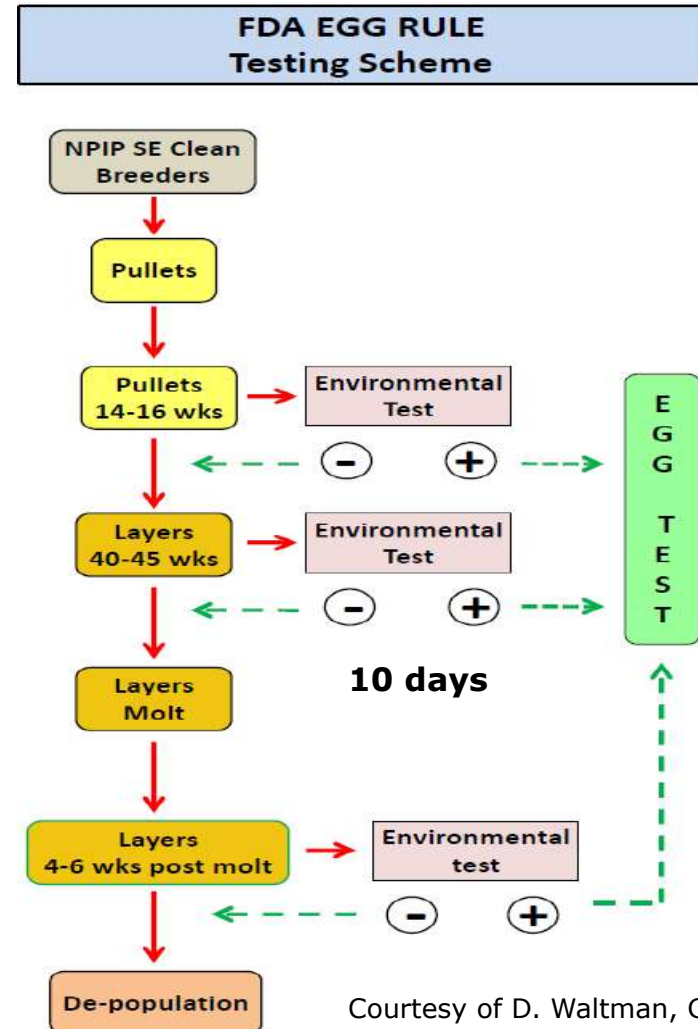 FDA EGG RULE
Testing Scheme
NPIP SE Clean
Breeders
Pullets
Pullets
14-16 wks
Environmental
Test
-
+
Layers
40-45 wks
Environmental
Test
-
+
10 days
Layers
Molt
Layers
4-6 wks post molt
Environmental
test
-
+
De-population
E
G
G
T
E
S
T
Courtesy of D. Waltman,